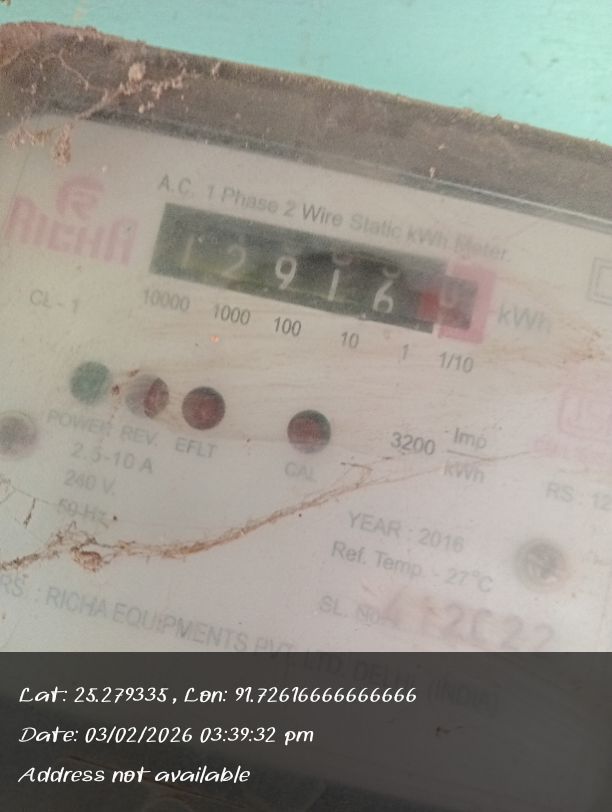 RICHA
A.C. 1 Phase 2 Wire Static kWh Meter.
12916 kWh
CL - 1
10000 1000 100 10 1 1/10
POWER REV. EFLT
CAL
3200 Imp
kWh
2.5-10 A
240 V.
50 Hz
RS : 12
YEAR : 2016
Ref. Temp. - 27°C
SL. No.
RS. : RICHA EQUIPMENTS PVT. LTD. DELHI (INDIA)
Lat: 25.279335 , Lon: 91.72616666666666
Date: 03/02/2026 03:39:32 pm
Address not available